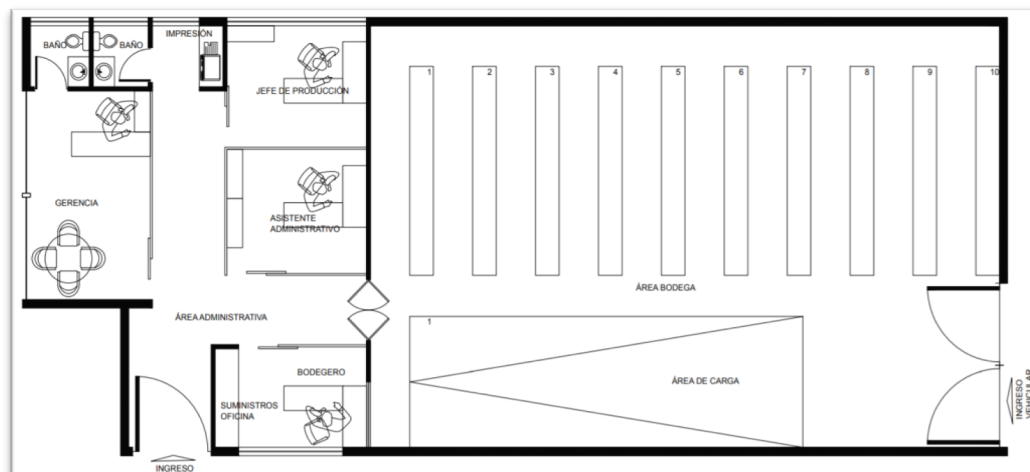 BAÑO
BAÑO
IMPRESIÓN
JEFE DE PRODUCCIÓN
GERENCIA
ASISTENTE
ADMINISTRATIVO
ÁREA ADMINISTRATIVA
BODEGERO
SUMINISTROS
OFICINA
INGRESO
1 2 3 4 5 6 7 8 9 10
ÁREA BODEGA
1
ÁREA DE CARGA
INGRESO
VEHICULAR